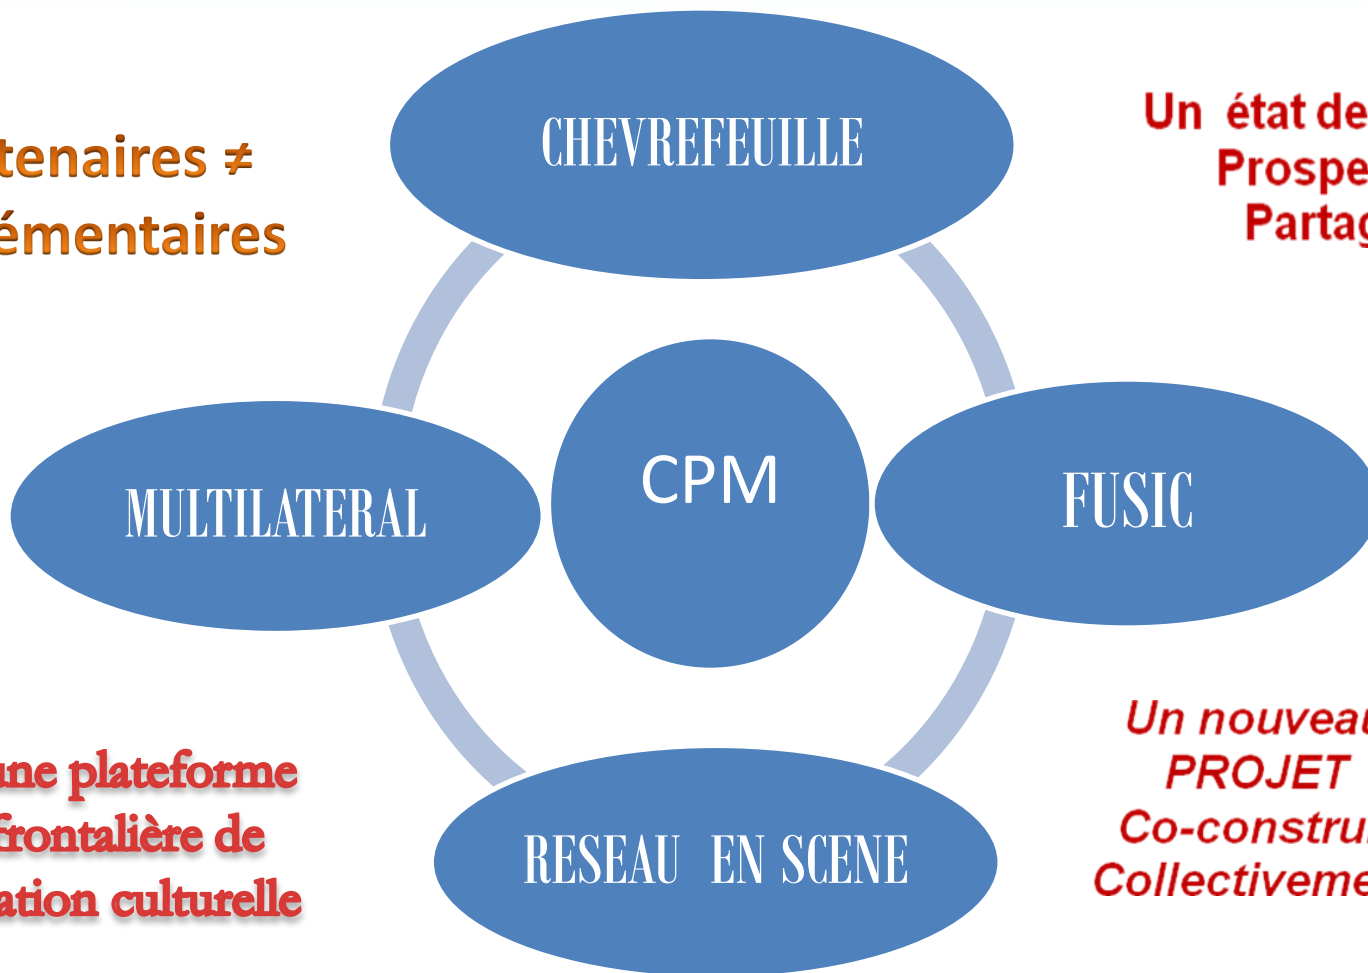 tenaires ≠
émentaires
CHEVREFEUILLE
Un état de
Prospe
Partag
MULTILATERAL
CPM
FUSIC
une plateforme
frontalière de
ation culturelle
RESEAU EN SCENE
Un nouveau
PROJET
Co-construi
Collectiveme